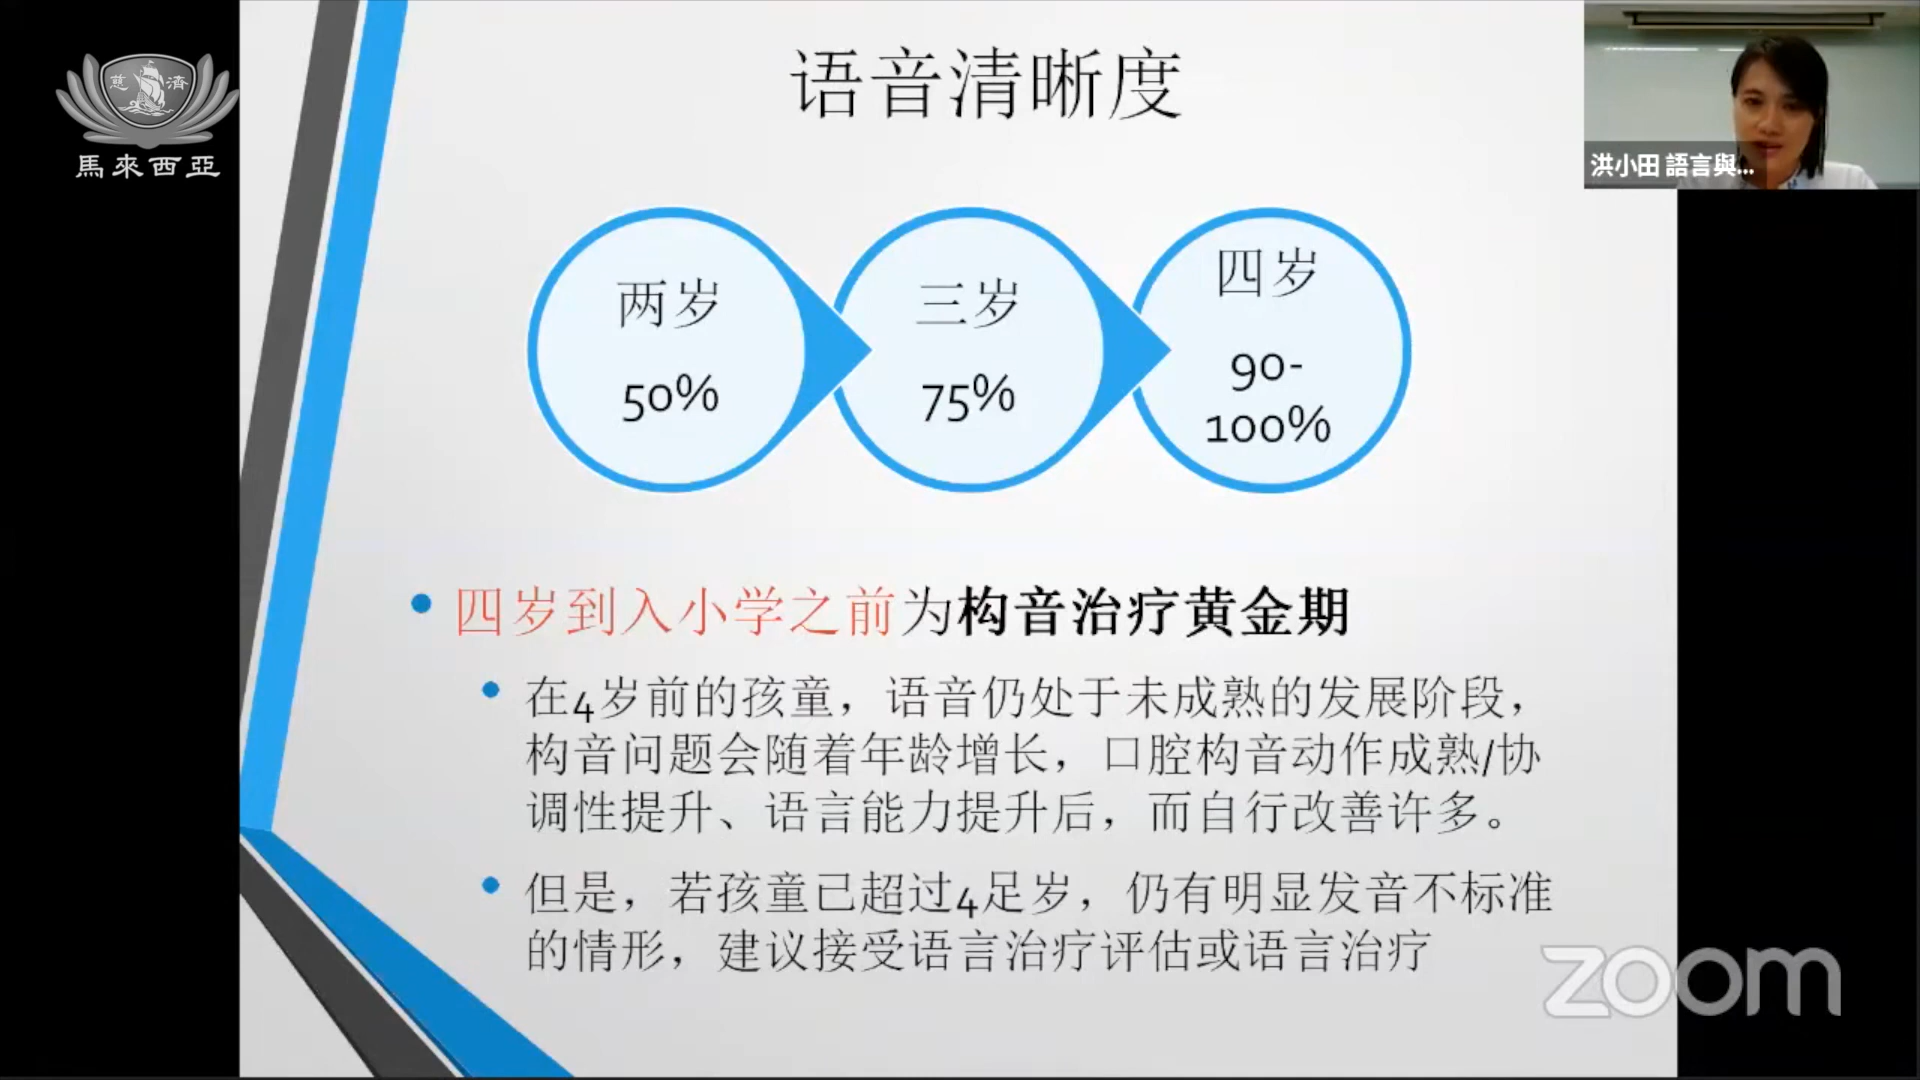 慈濟
馬來西亞
语音清晰度
洪小田 語言與...
两岁
50%
三岁
75%
四岁
90-
100%
四岁到入小学之前为构音治疗黄金期
在4岁前的孩童，语音仍处于未成熟的发展阶段，
构音问题会随着年龄增长，口腔构音动作成熟/协
调性提升、语言能力提升后，而自行改善许多。
但是，若孩童已超过4足岁，仍有明显发音不标准
的情形，建议接受语言治疗评估或语言治疗
zoom